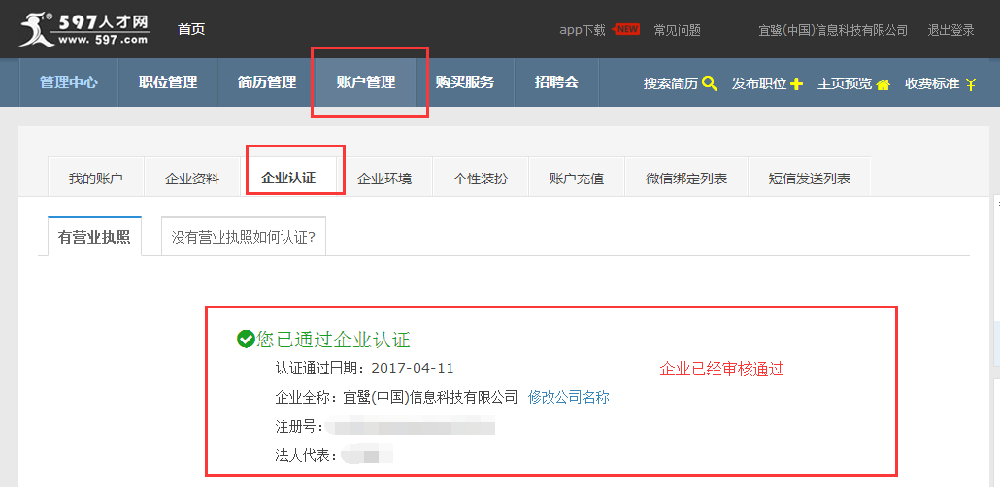 597人才网
www. 597 .com
首页
app下载 NEW 常见问题 宜鹭(中国)信息科技有限公司 退出登录
管理中心 职位管理 简历管理 账户管理 购买服务 招聘会 搜索简历 发布职位 主页预览 收费标准
我的账户 企业资料 企业认证 企业环境 个性装扮 账户充值 微信绑定列表 短信发送列表
有营业执照 没有营业执照如何认证?
您已通过企业认证
认证通过日期：2017-04-11 企业已经审核通过
企业全称：宜鹭(中国)信息科技有限公司 修改公司名称
注册号：
法人代表：